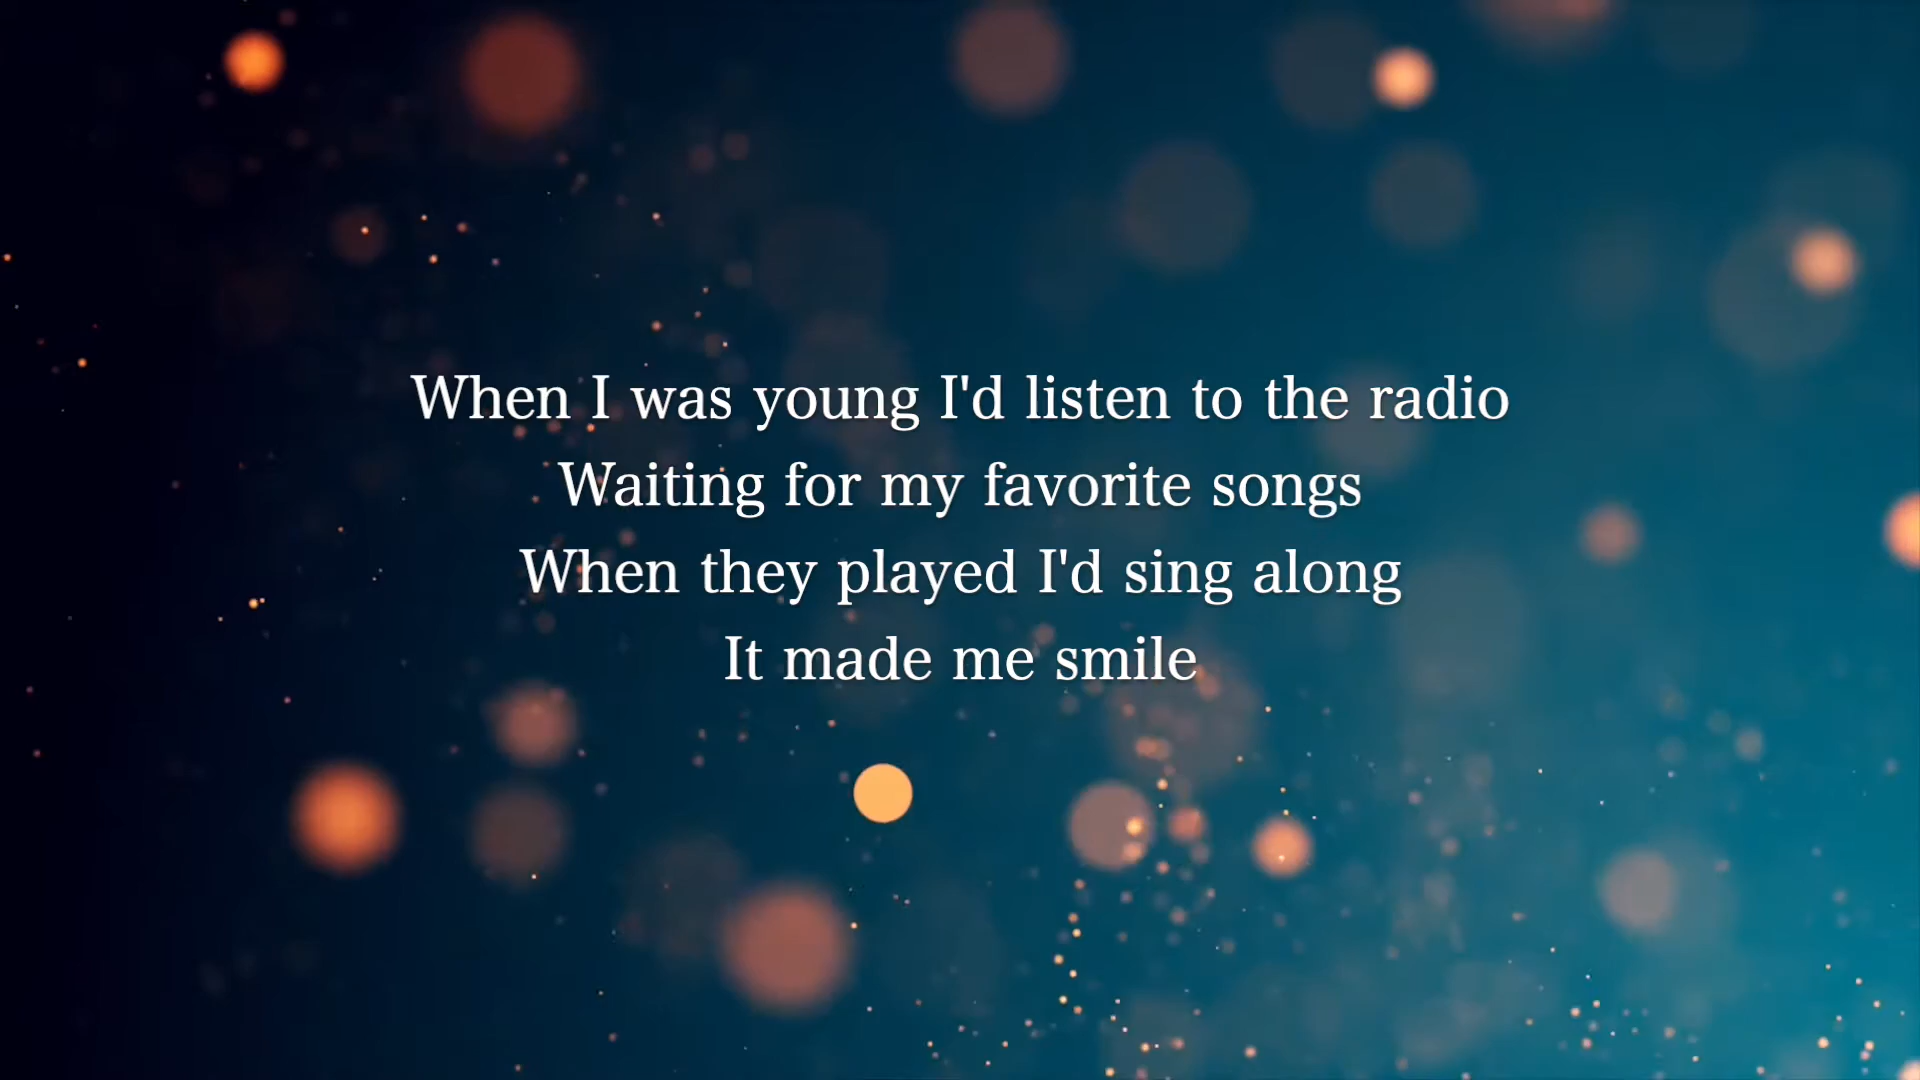 When I was young I'd listen to the radio
Waiting for my favorite songs
When they played I'd sing along
It made me smile